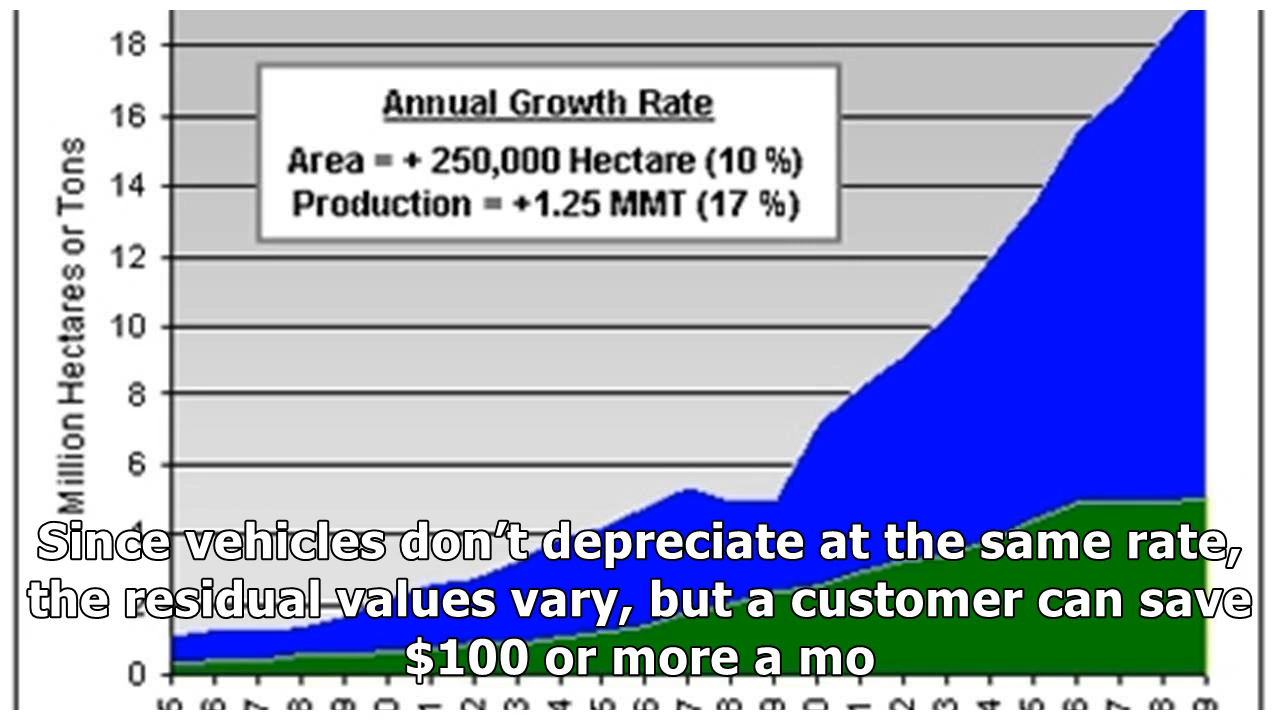 18
Annual Growth Rate
16
Area = + 250,000 Hectare (10 %)
14
Production = +1.25 MMT (17 %)
12
10
8
6
Million Hectares or Tons
Since vehicles don’t depreciate at the same rate,
the residual values vary, but a customer can save
$100 or more a mo
0